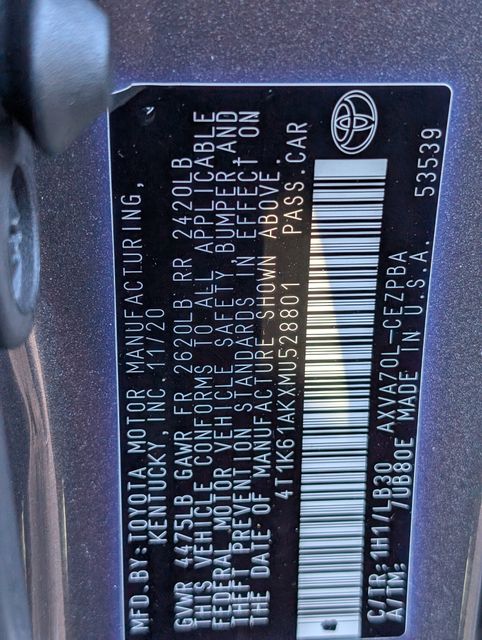 MFD.BY:TOYOTA MOTOR MANUFACTURING,
KENTUCKY, INC. 11/20
GVWR 4475LB GAWR FR 2620LB RR 2420LB
THIS VEHICLE CONFORMS TO ALL APPLICABLE
FEDERAL MOTOR VEHICLE SAFETY, BUMPER, AND
THEFT PREVENTION STANDARDS IN EFFECT ON
THE DATE OF MANUFACTURE SHOWN ABOVE.
4T1K61AKXMU528801 PASS.CAR
C/TR: 1H1/LB30 AXVA70L-CEZPBA
A/TM: 7UB80E MADE IN U.S.A. 53539